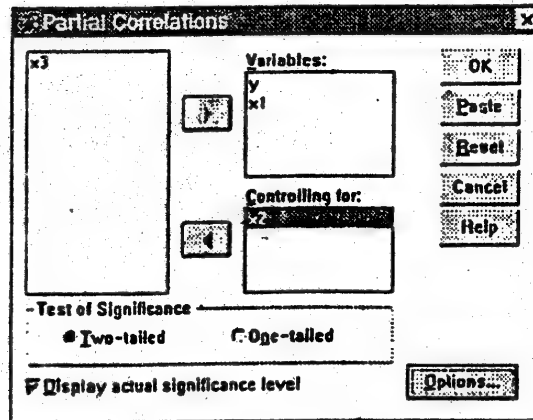 Partial Correlations
x3
Variables:
y
x1
Controlling for:
x2
OK
Paste
Reset
Cancel
Help
Test of Significance
Two-tailed
One-tailed
Display actual significance level
Options...